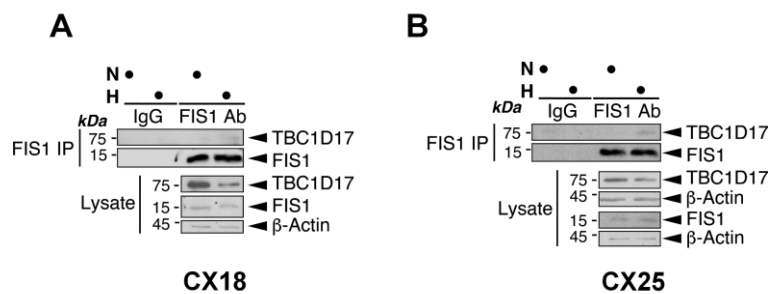 A
N
H
kDa
IgG
FIS1 Ab
FIS1 IP
75
TBC1D17
15
FIS1
Lysate
75
TBC1D17
15
FIS1
45
β-Actin
CX18
B
N
H
kDa
IgG
FIS1 Ab
FIS1 IP
75
TBC1D17
15
FIS1
Lysate
75
TBC1D17
45
β-Actin
15
FIS1
45
β-Actin
CX25